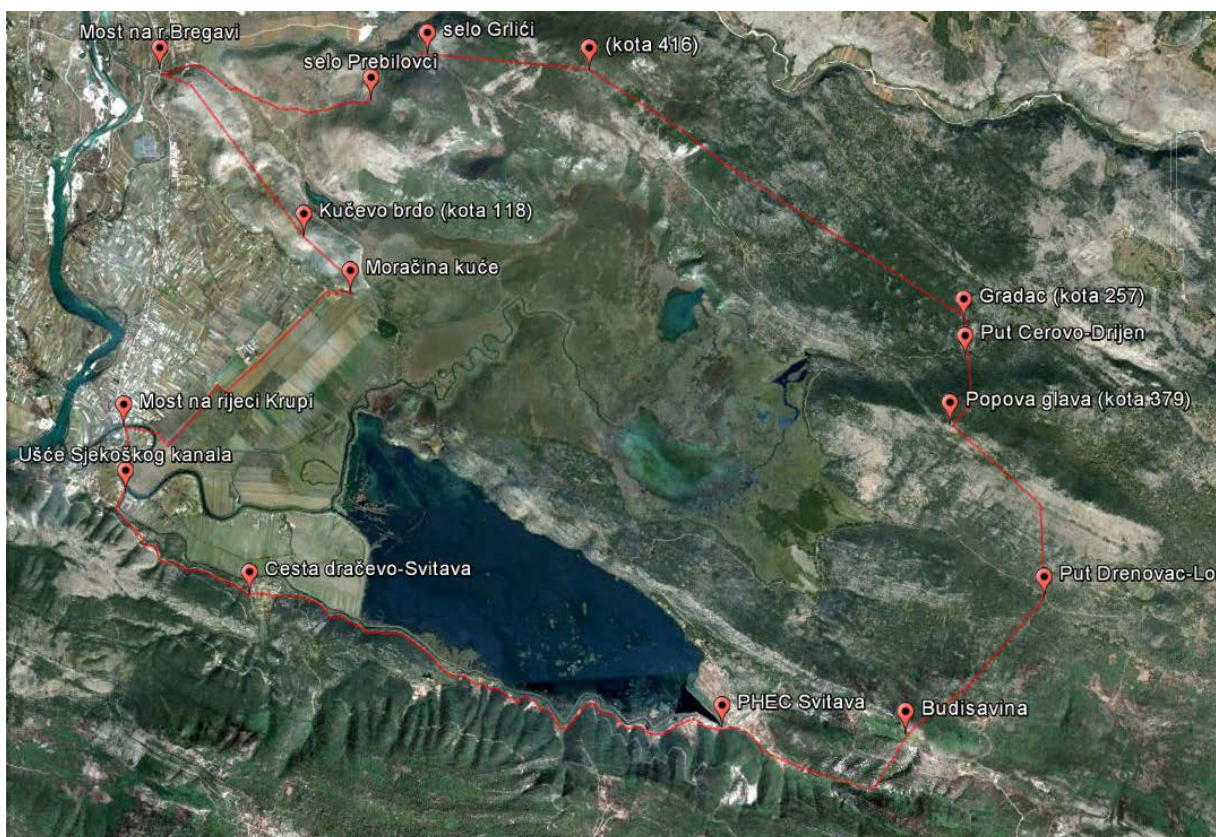 selo Grlići
Most na r.Bregavi
(kota 416)
selo Prebilovci
Kučevo brdo (kota 118)
Moračina kuće
Gradac (kota 257)
Put Cerovo-Drijen
Most na rijeci Krupi
Popova glava (kota 379)
Ušće Sjekoškog kanala
Cesta dračevo-Svitava
Put Drenovac-Lo
PHEC Svitava
Budisavina